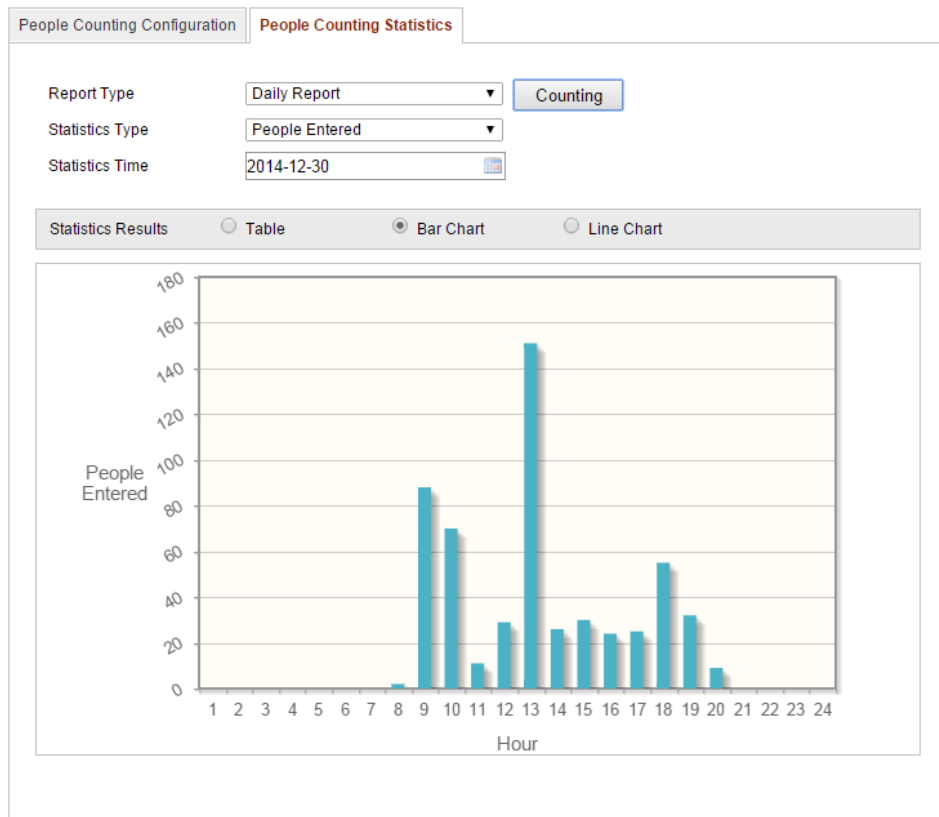 People Counting Configuration People Counting Statistics
Report Type Daily Report Counting
Statistics Type People Entered
Statistics Time 2014-12-30
Statistics Results Table Bar Chart Line Chart
180
160
140
120
100
80
60
40
20
0
People
Entered
1 2 3 4 5 6 7 8 9 10 11 12 13 14 15 16 17 18 19 20 21 22 23 24
Hour